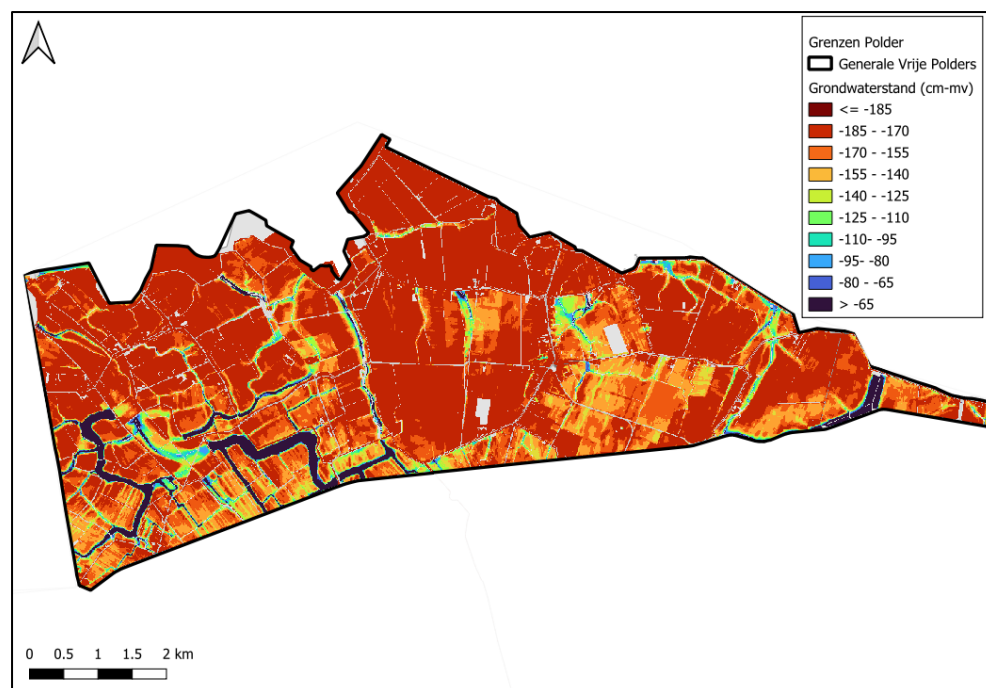 Grenzen Polder
Generale Vrije Polders
Grondwaterstand (cm-mv)
<= -185
-185 - -170
-170 - -155
-155 - -140
-140 - -125
-125 - -110
-110- -95
-95- -80
-80 - -65
> -65
0 0.5 1 1.5 2 km